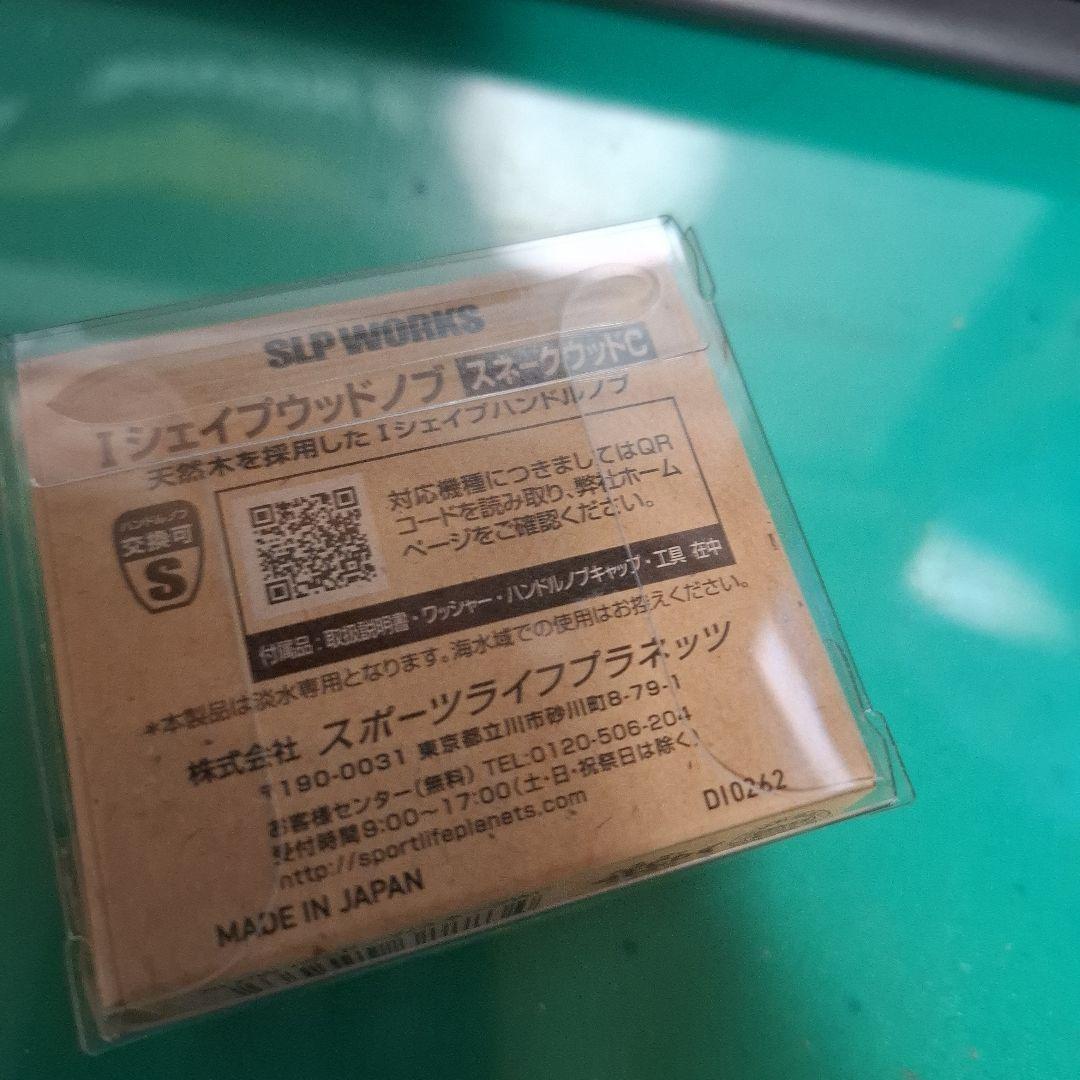 SLP WORKS
Iシェイプウッドノブ スネークウッドC
天然木を採用したIシェイプハンドルノブ
ハンドルノブ
交換可
S
対応機種につきましてはQR
コードを読み取り、弊社ホーム
ページをご確認ください。
付属品:取扱説明書・ワッシャー・ハンドルノブキャップ・工具 在中
*本製品は淡水専用となります。海水域での使用はお控えください。
株式会社 スポーツライフプラネッツ
〒190-0031 東京都立川市砂川町8-79-1
お客様センター(無料) TEL:0120-506-204
受付時間9:00～17:00(土・日・祝祭日は除く)
http://sportlifeplanets.com
MADE IN JAPAN
DI0262